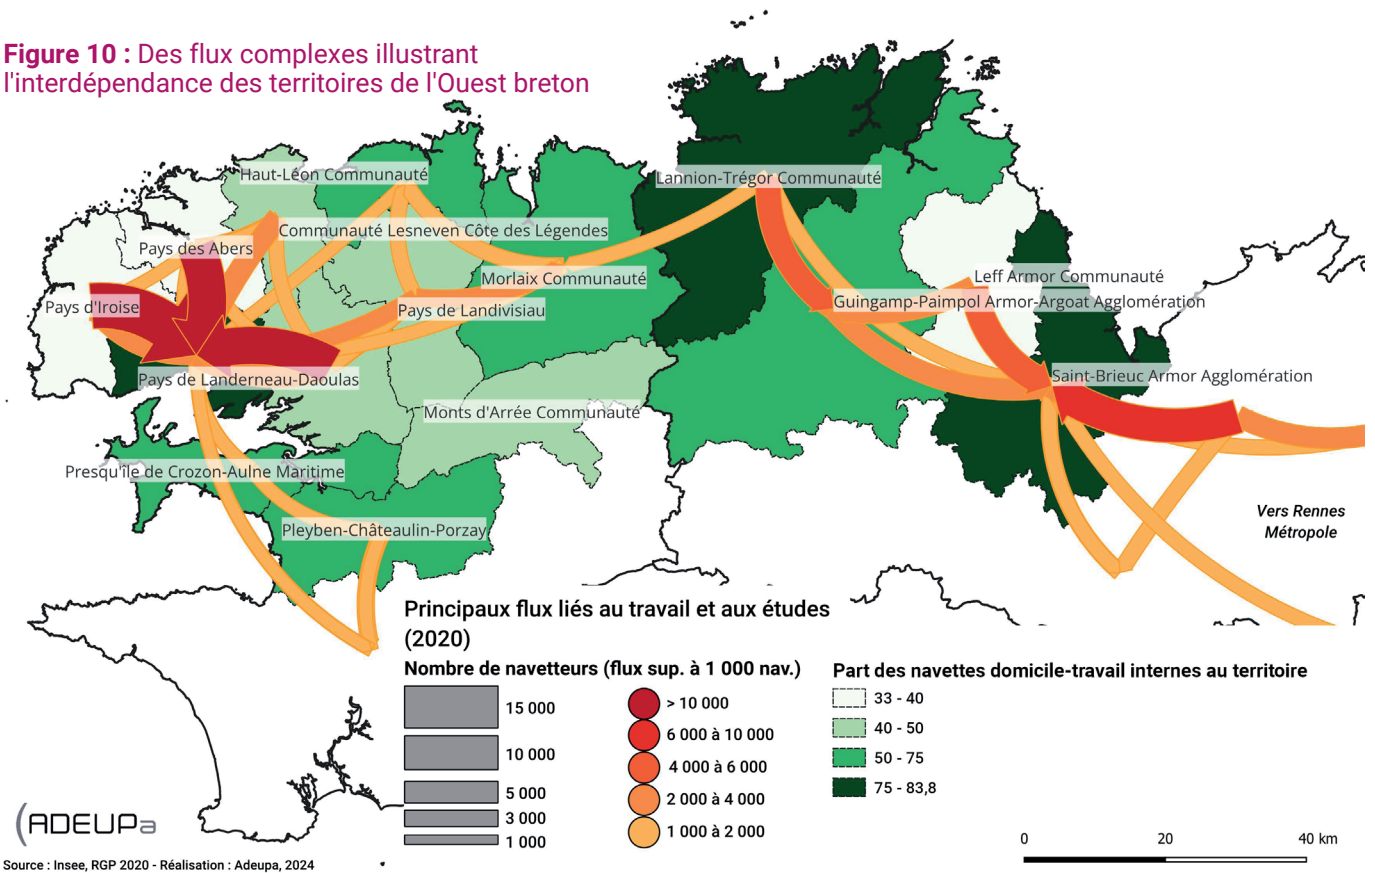 Figure 10 : Des flux complexes illustrant
l'interdépendance des territoires de l'Ouest breton
Haut-Léon Communauté
Lannion-Trégor Communauté
Communauté Lesneven Côte des Légendes
Pays des Abers
Morlaix Communauté
Leff Armor Communauté
Pays d'Iroise
Pays de Landivisiau
Guingamp-Paimpol Armor-Argoat Agglomération
Pays de Landerneau-Daoulas
Saint-Brieuc Armor Agglomération
Monts d'Arrée Communauté
Presqu'île de Crozon-Aulne Maritime
Pleyben-Châteaulin-Porzay
Vers Rennes
Métropole
Principaux flux liés au travail et aux études
(2020)
Nombre de navetteurs (flux sup. à 1 000 nav.)
15 000
10 000
5 000
3 000
1 000
> 10 000
6 000 à 10 000
4 000 à 6 000
2 000 à 4 000
1 000 à 2 000
Part des navettes domicile-travail internes au territoire
33 - 40
40 - 50
50 - 75
75 - 83,8
0 20 40 km
ADEUPa
Source : Insee, RGP 2020 - Réalisation : Adeupa, 2024